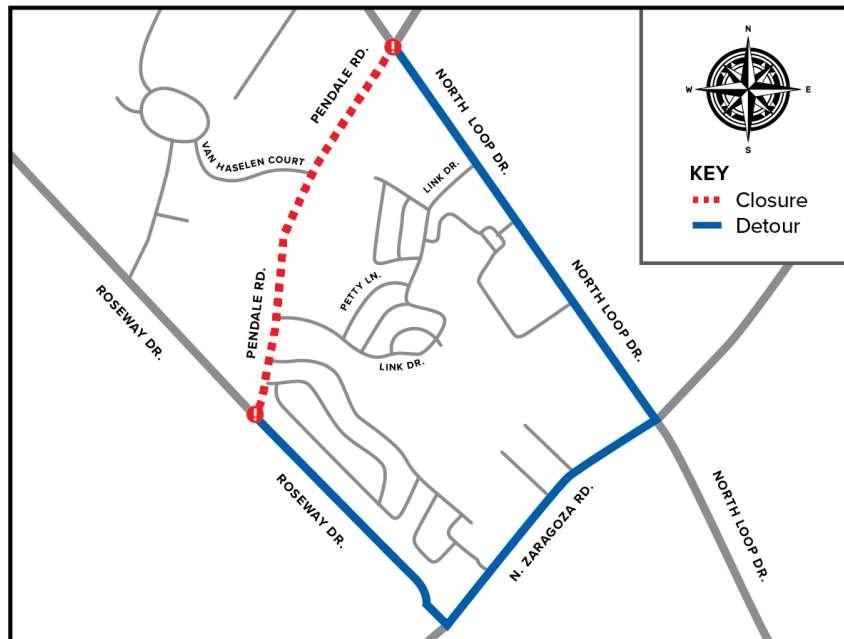 PENDALE RD.
NORTH LOOP DR.
VAN HASELEN COURT
LINK DR.
PENDALE RD.
PETTY LN.
NORTH LOOP DR.
ROSEWAY DR.
LINK DR.
ROSEWAY DR.
N. ZARAGOZA RD.
NORTH LOOP DR.
N
W
E
S
KEY
Closure
Detour
!
!